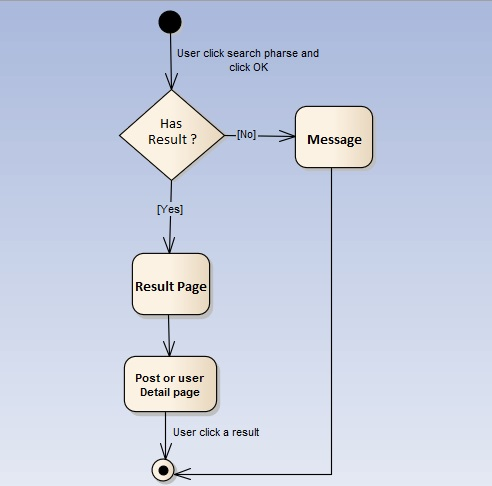 User click search pharse and
click OK
Has
Result ?
[No]
Message
[Yes]
Result Page
Post or user
Detail page
User click a result